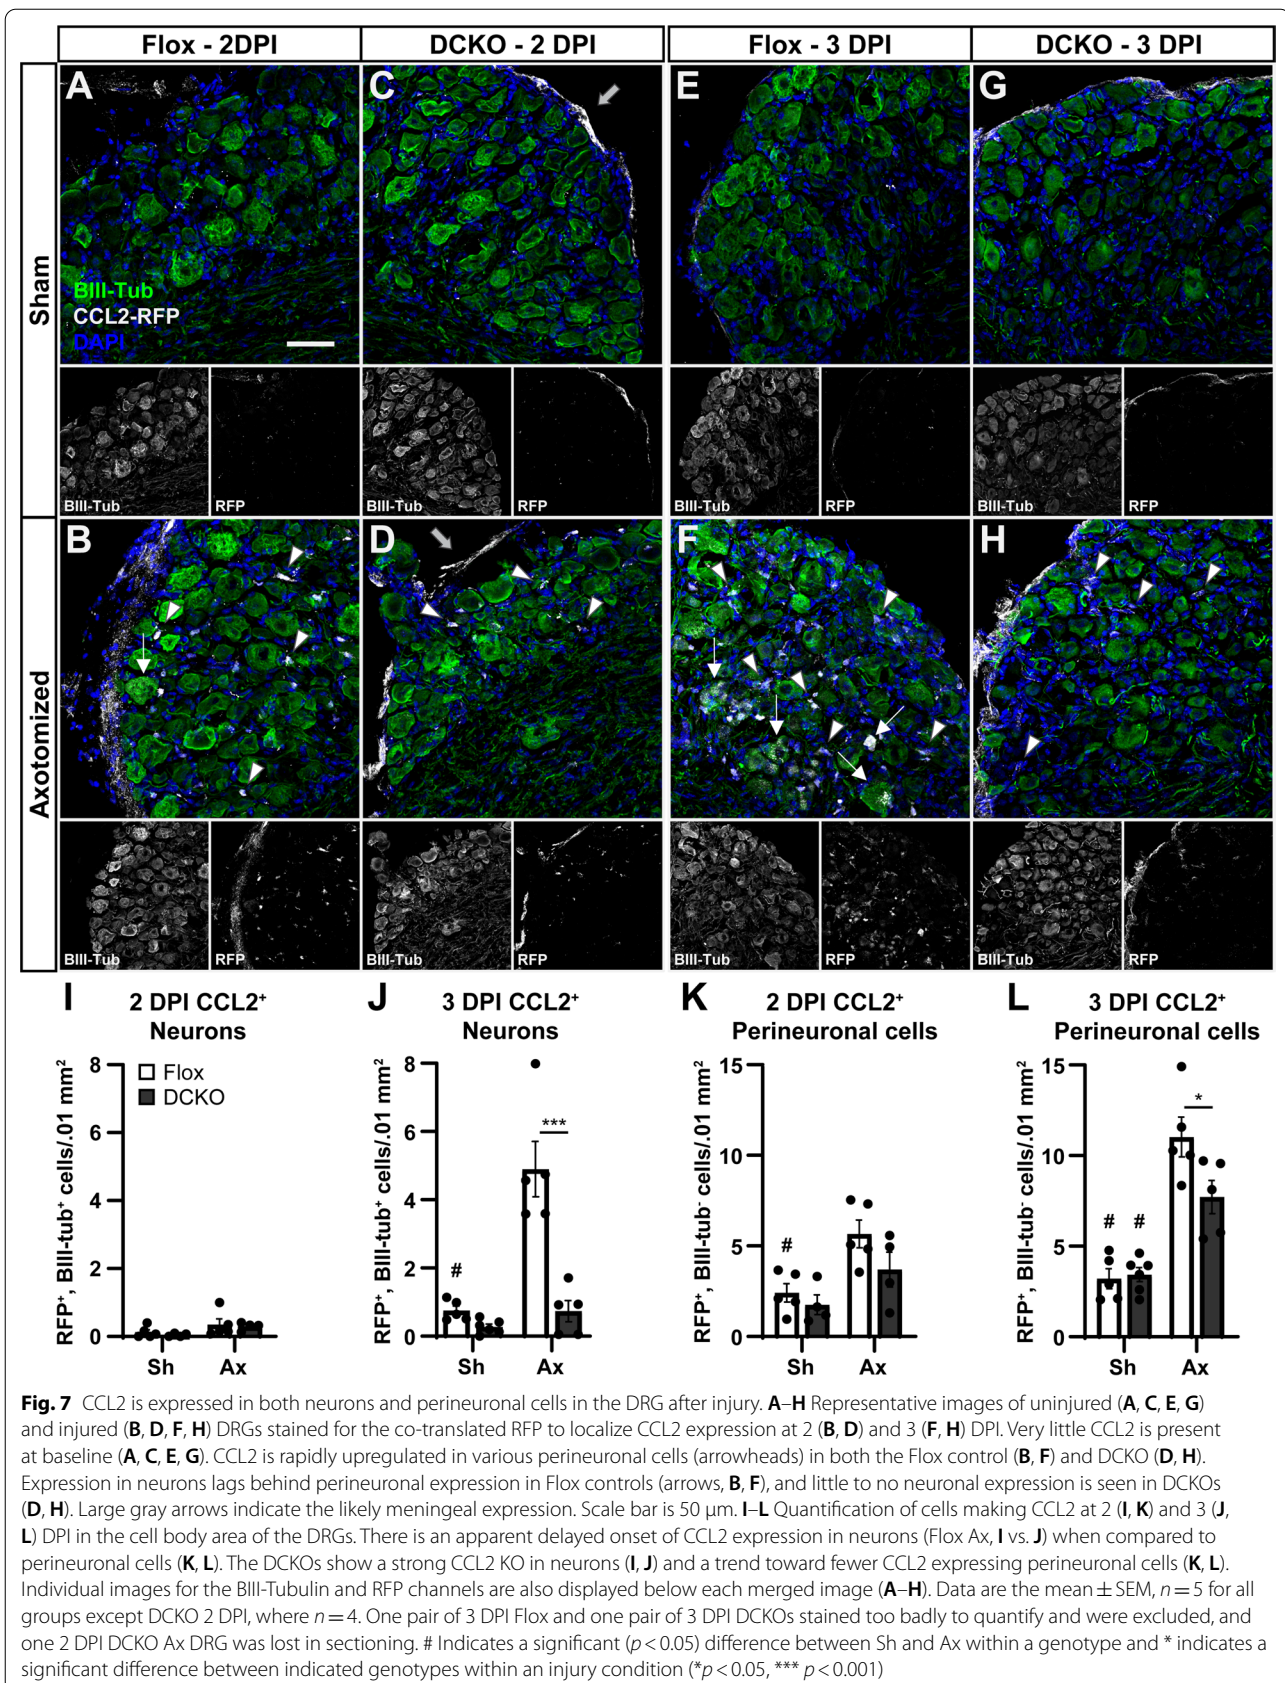 Flox - 2DPI
DCKO - 2 DPI
Flox - 3 DPI
DCKO - 3 DPI
Sham
A
C
E
G
BIII-Tub
CCL2-RFP
DAPI
BIII-Tub
RFP
BIII-Tub
RFP
BIII-Tub
RFP
BIII-Tub
RFP
Axotomized
B
D
F
H
BIII-Tub
RFP
BIII-Tub
RFP
BIII-Tub
RFP
BIII-Tub
RFP
I
2 DPI CCL2⁺
Neurons
RFP⁺, BIII-tub⁺ cells/.01 mm²
8
6
4
2
0
Flox
DCKO
Sh
Ax
J
3 DPI CCL2⁺
Neurons
RFP⁺, BIII-tub⁺ cells/.01 mm²
8
6
4
2
0
#
***
Sh
Ax
K
2 DPI CCL2⁺
Perineuronal cells
RFP⁺, BIII-tub⁻ cells/.01 mm²
15
10
5
0
#
Sh
Ax
L
3 DPI CCL2⁺
Perineuronal cells
RFP⁺, BIII-tub⁻ cells/.01 mm²
15
10
5
0
#
#
*
Sh
Ax
Fig. 7 CCL2 is expressed in both neurons and perineuronal cells in the DRG after injury. A–H Representative images of uninjured (A, C, E, G)
and injured (B, D, F, H) DRGs stained for the co-translated RFP to localize CCL2 expression at 2 (B, D) and 3 (F, H) DPI. Very little CCL2 is present
at baseline (A, C, E, G). CCL2 is rapidly upregulated in various perineuronal cells (arrowheads) in both the Flox control (B, F) and DCKO (D, H).
Expression in neurons lags behind perineuronal expression in Flox controls (arrows, B, F), and little to no neuronal expression is seen in DCKOs
(D, H). Large gray arrows indicate the likely meningeal expression. Scale bar is 50 μm. I–L Quantification of cells making CCL2 at 2 (I, K) and 3 (J,
L) DPI in the cell body area of the DRGs. There is an apparent delayed onset of CCL2 expression in neurons (Flox Ax, I vs. J) when compared to
perineuronal cells (K, L). The DCKOs show a strong CCL2 KO in neurons (I, J) and a trend toward fewer CCL2 expressing perineuronal cells (K, L).
Individual images for the BIII-Tubulin and RFP channels are also displayed below each merged image (A–H). Data are the mean ± SEM, n = 5 for all
groups except DCKO 2 DPI, where n = 4. One pair of 3 DPI Flox and one pair of 3 DPI DCKOs stained too badly to quantify and were excluded, and
one 2 DPI DCKO Ax DRG was lost in sectioning. # Indicates a significant (p < 0.05) difference between Sh and Ax within a genotype and * indicates a
significant difference between indicated genotypes within an injury condition (*p < 0.05, *** p < 0.001)